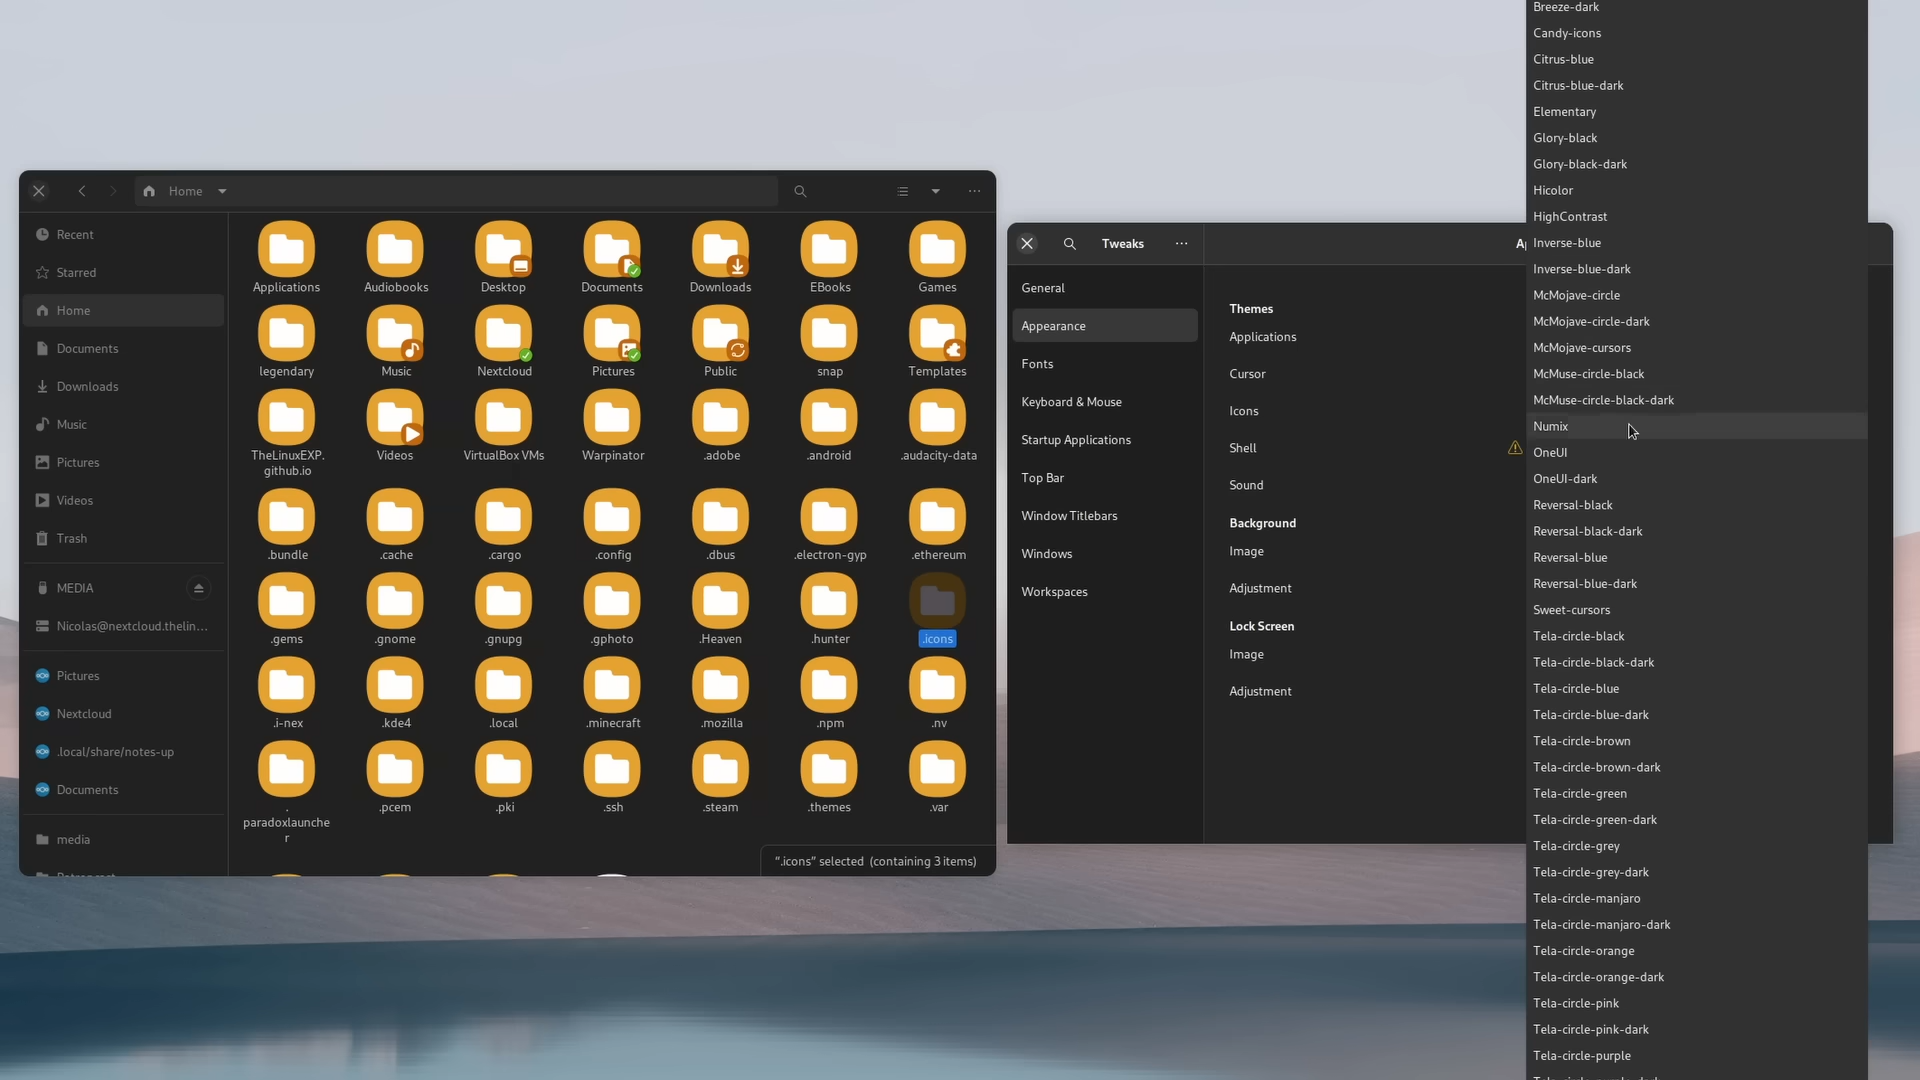 Home
Recent
Starred
Home
Documents
Downloads
Music
Pictures
Videos
Trash
MEDIA
Nicolas@nextcloud.thelin...
Pictures
Nextcloud
.local/share/notes-up
Documents
media
Applications
Audiobooks
Desktop
Documents
Downloads
EBooks
Games
legendary
Music
Nextcloud
Pictures
Public
snap
Templates
TheLinuxEXP.
github.io
Videos
VirtualBox VMs
Warpinator
.adobe
.android
.audacity-data
.bundle
.cache
.cargo
.config
.dbus
.electron-gyp
.ethereum
.gems
.gnome
.gnupg
.gphoto
.Heaven
.hunter
.icons
.i-nex
.kde4
.local
.minecraft
.mozilla
.npm
.nv
.
paradoxlaunche
r
.pcem
.pki
.ssh
.steam
.themes
.var
“.icons” selected (containing 3 items)
Tweaks
General
Appearance
Fonts
Keyboard & Mouse
Startup Applications
Top Bar
Window Titlebars
Windows
Workspaces
Themes
Applications
Cursor
Icons
Shell
Sound
Background
Image
Adjustment
Lock Screen
Image
Adjustment
Breeze-dark
Candy-icons
Citrus-blue
Citrus-blue-dark
Elementary
Glory-black
Glory-black-dark
Hicolor
HighContrast
Inverse-blue
Inverse-blue-dark
McMojave-circle
McMojave-circle-dark
McMojave-cursors
McMuse-circle-black
McMuse-circle-black-dark
Numix
OneUI
OneUI-dark
Reversal-black
Reversal-black-dark
Reversal-blue
Reversal-blue-dark
Sweet-cursors
Tela-circle-black
Tela-circle-black-dark
Tela-circle-blue
Tela-circle-blue-dark
Tela-circle-brown
Tela-circle-brown-dark
Tela-circle-green
Tela-circle-green-dark
Tela-circle-grey
Tela-circle-grey-dark
Tela-circle-manjaro
Tela-circle-manjaro-dark
Tela-circle-orange
Tela-circle-orange-dark
Tela-circle-pink
Tela-circle-pink-dark
Tela-circle-purple